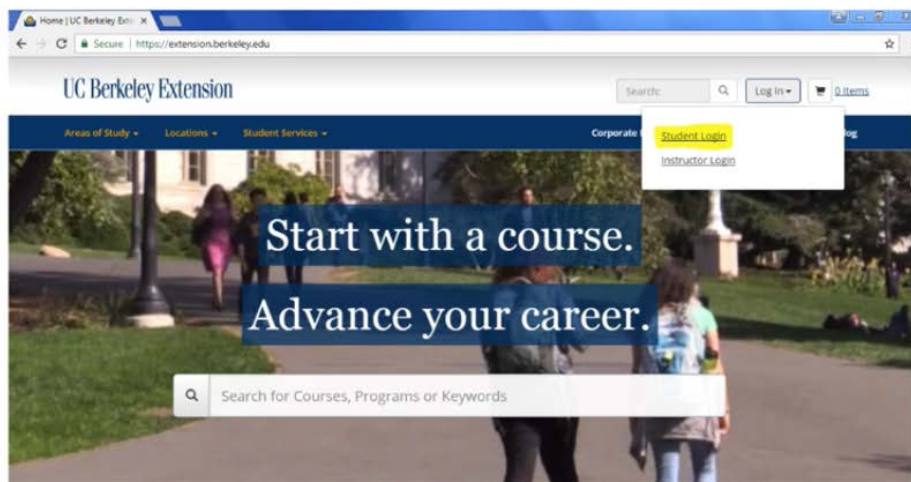 Home | UC Berkeley Exte
Secure | https://extension.berkeley.edu
UC Berkeley Extension
Search:
Log In
0 Items
Areas of Study
Locations
Student Services
Corporate
Student Login
Instructor Login
Start with a course.
Advance your career.
Search for Courses, Programs or Keywords